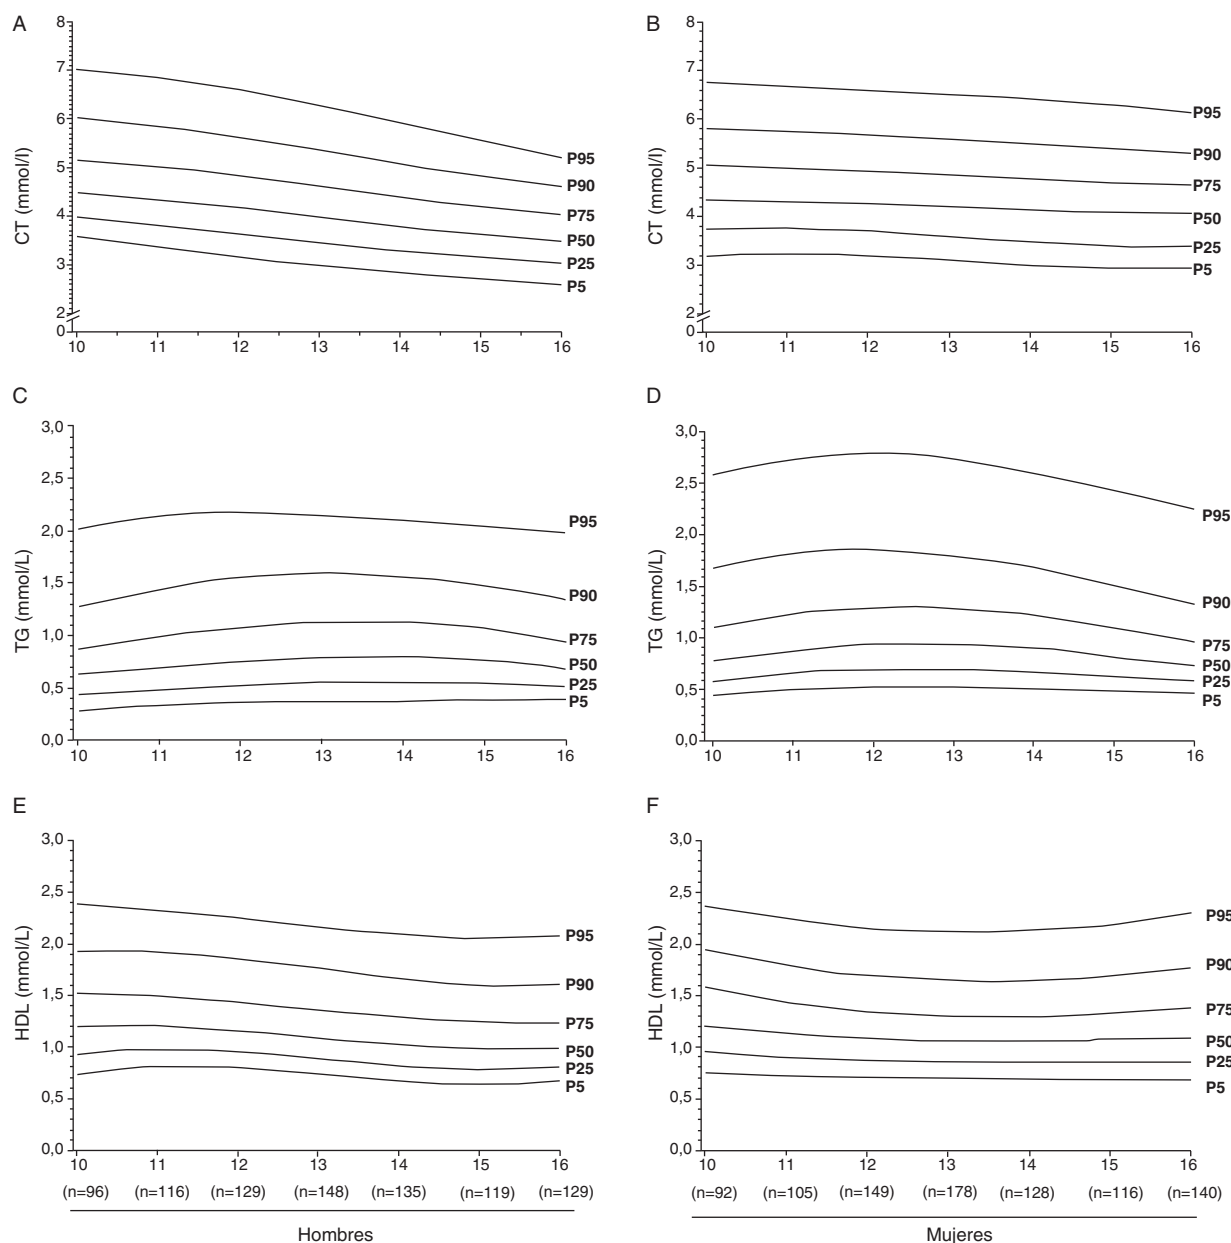 A
8
7
6
5
4
3
2
0
CT (mmol/l)
P95
P90
P75
P50
P25
P5
10 11 12 13 14 15 16
B
8
7
6
5
4
3
2
0
CT (mmol/l)
P95
P90
P75
P50
P25
P5
10 11 12 13 14 15 16
C
3,0
2,5
2,0
1,5
1,0
0,5
0,0
TG (mmol/L)
P95
P90
P75
P50
P25
P5
10 11 12 13 14 15 16
D
3,0
2,5
2,0
1,5
1,0
0,5
0,0
TG (mmol/L)
P95
P90
P75
P50
P25
P5
10 11 12 13 14 15 16
E
3,0
2,5
2,0
1,5
1,0
0,5
0,0
HDL (mmol/L)
P95
P90
P75
P50
P25
P5
10 11 12 13 14 15 16
(n=96) (n=116) (n=129) (n=148) (n=135) (n=119) (n=129)
Hombres
F
3,0
2,5
2,0
1,5
1,0
0,5
0,0
HDL (mmol/L)
P95
P90
P75
P50
P25
P5
10 11 12 13 14 15 16
(n=92) (n=105) (n=149) (n=178) (n=128) (n=116) (n=140)
Mujeres